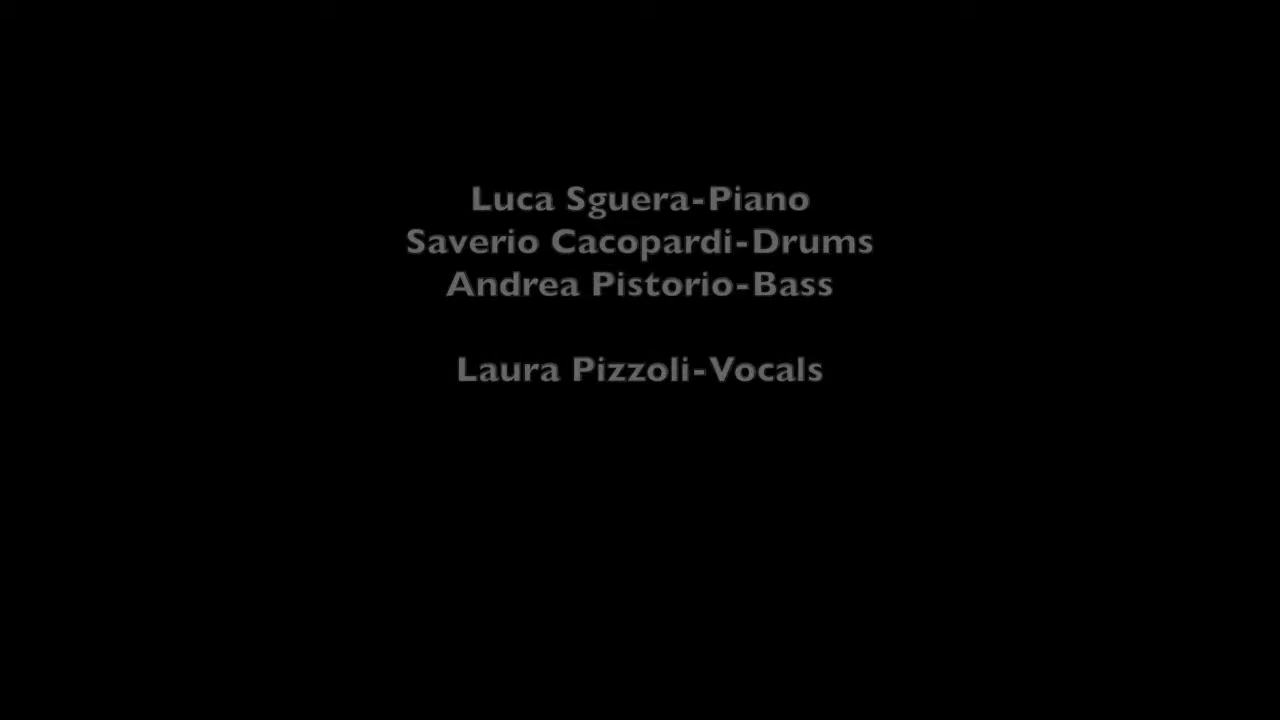 Luca Sguera-Piano
Saverio Cacopardi-Drums
Andrea Pistorio-Bass
Laura Pizzoli-Vocals